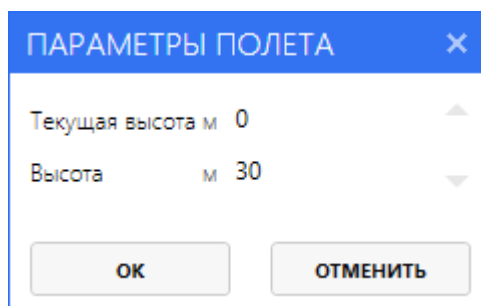 ПАРАМЕТРЫ ПОЛЕТА
Текущая высота м 0
Высота м 30
ОК ОТМЕНИТЬ